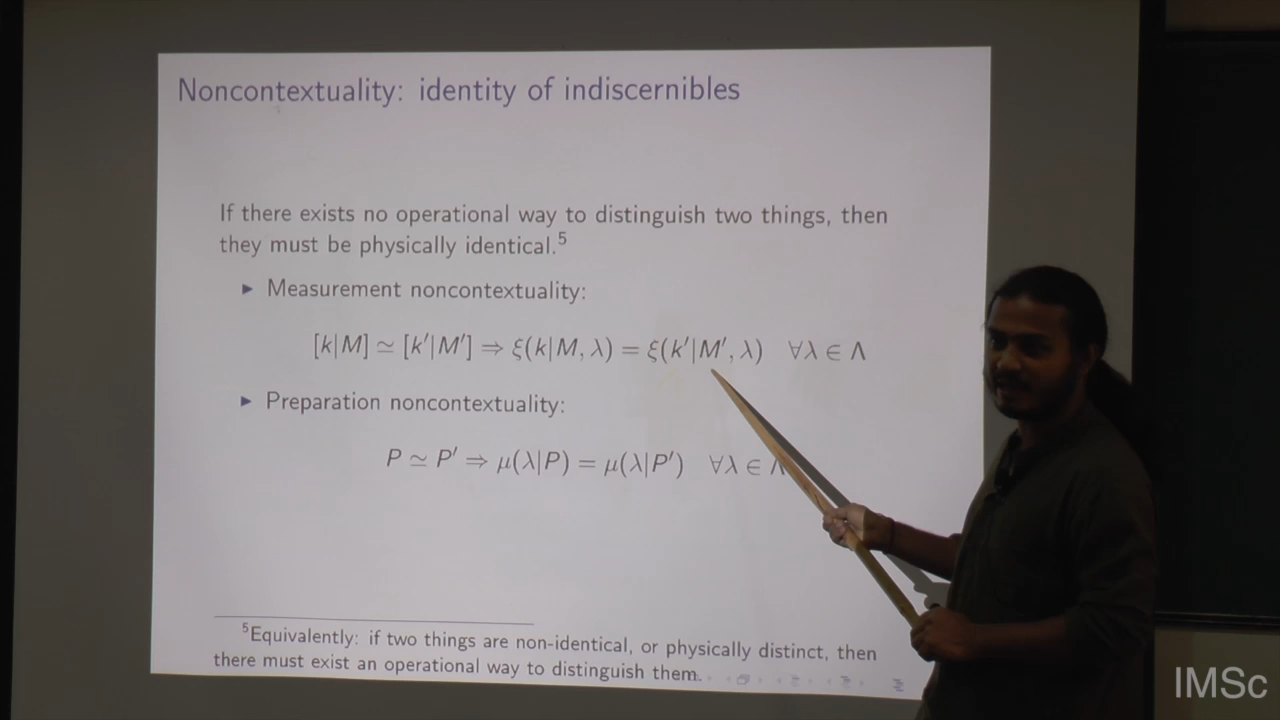 Noncontextuality: identity of indiscernibles
If there exists no operational way to distinguish two things, then
they must be physically identical.⁵
▶ Measurement noncontextuality:
[k|M] ≃ [k′|M′] ⇒ ξ(k|M, λ) = ξ(k′|M′, λ) ∀λ ∈ Λ
▶ Preparation noncontextuality:
P ≃ P′ ⇒ μ(λ|P) = μ(λ|P′) ∀λ ∈ Λ
⁵Equivalently: if two things are non-identical, or physically distinct, then
there must exist an operational way to distinguish them.
IMSc